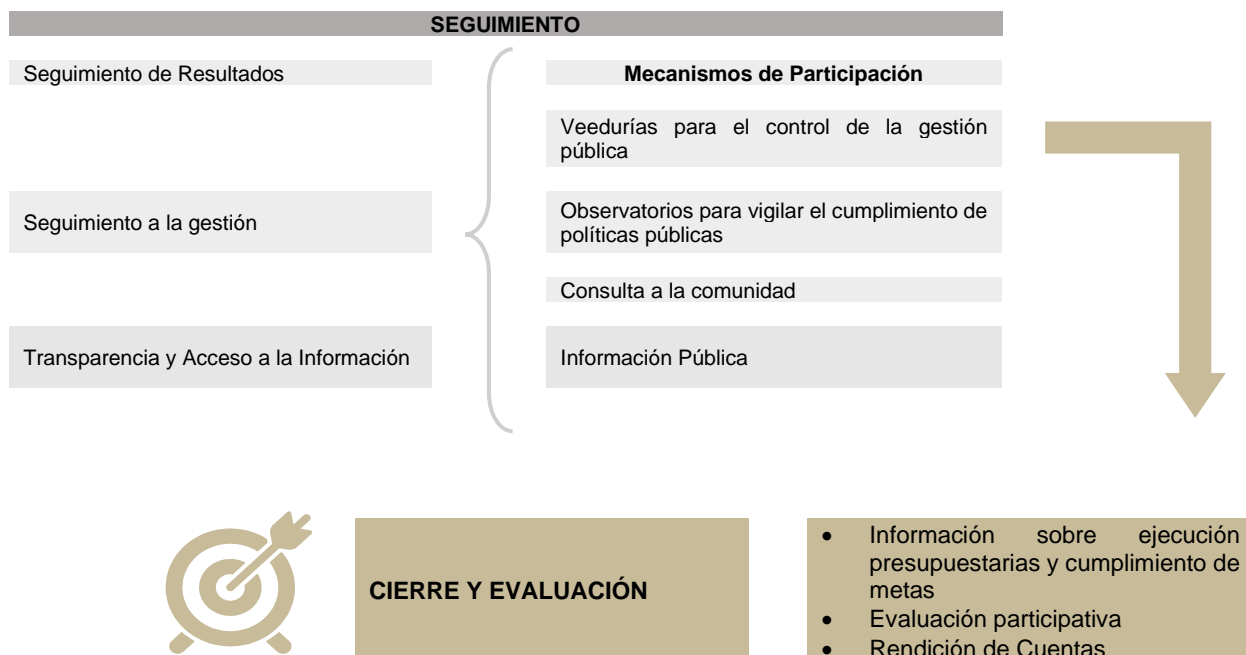 SEGUIMIENTO
Seguimiento de Resultados
Mecanismos de Participación
Veedurías para el control de la gestión
pública
Seguimiento a la gestión
Observatorios para vigilar el cumplimiento de
políticas públicas
Consulta a la comunidad
Transparencia y Acceso a la Información
Información Pública
CIERRE Y EVALUACIÓN
• Información sobre ejecución
presupuestarias y cumplimiento de
metas
• Evaluación participativa
• Rendición de Cuentas